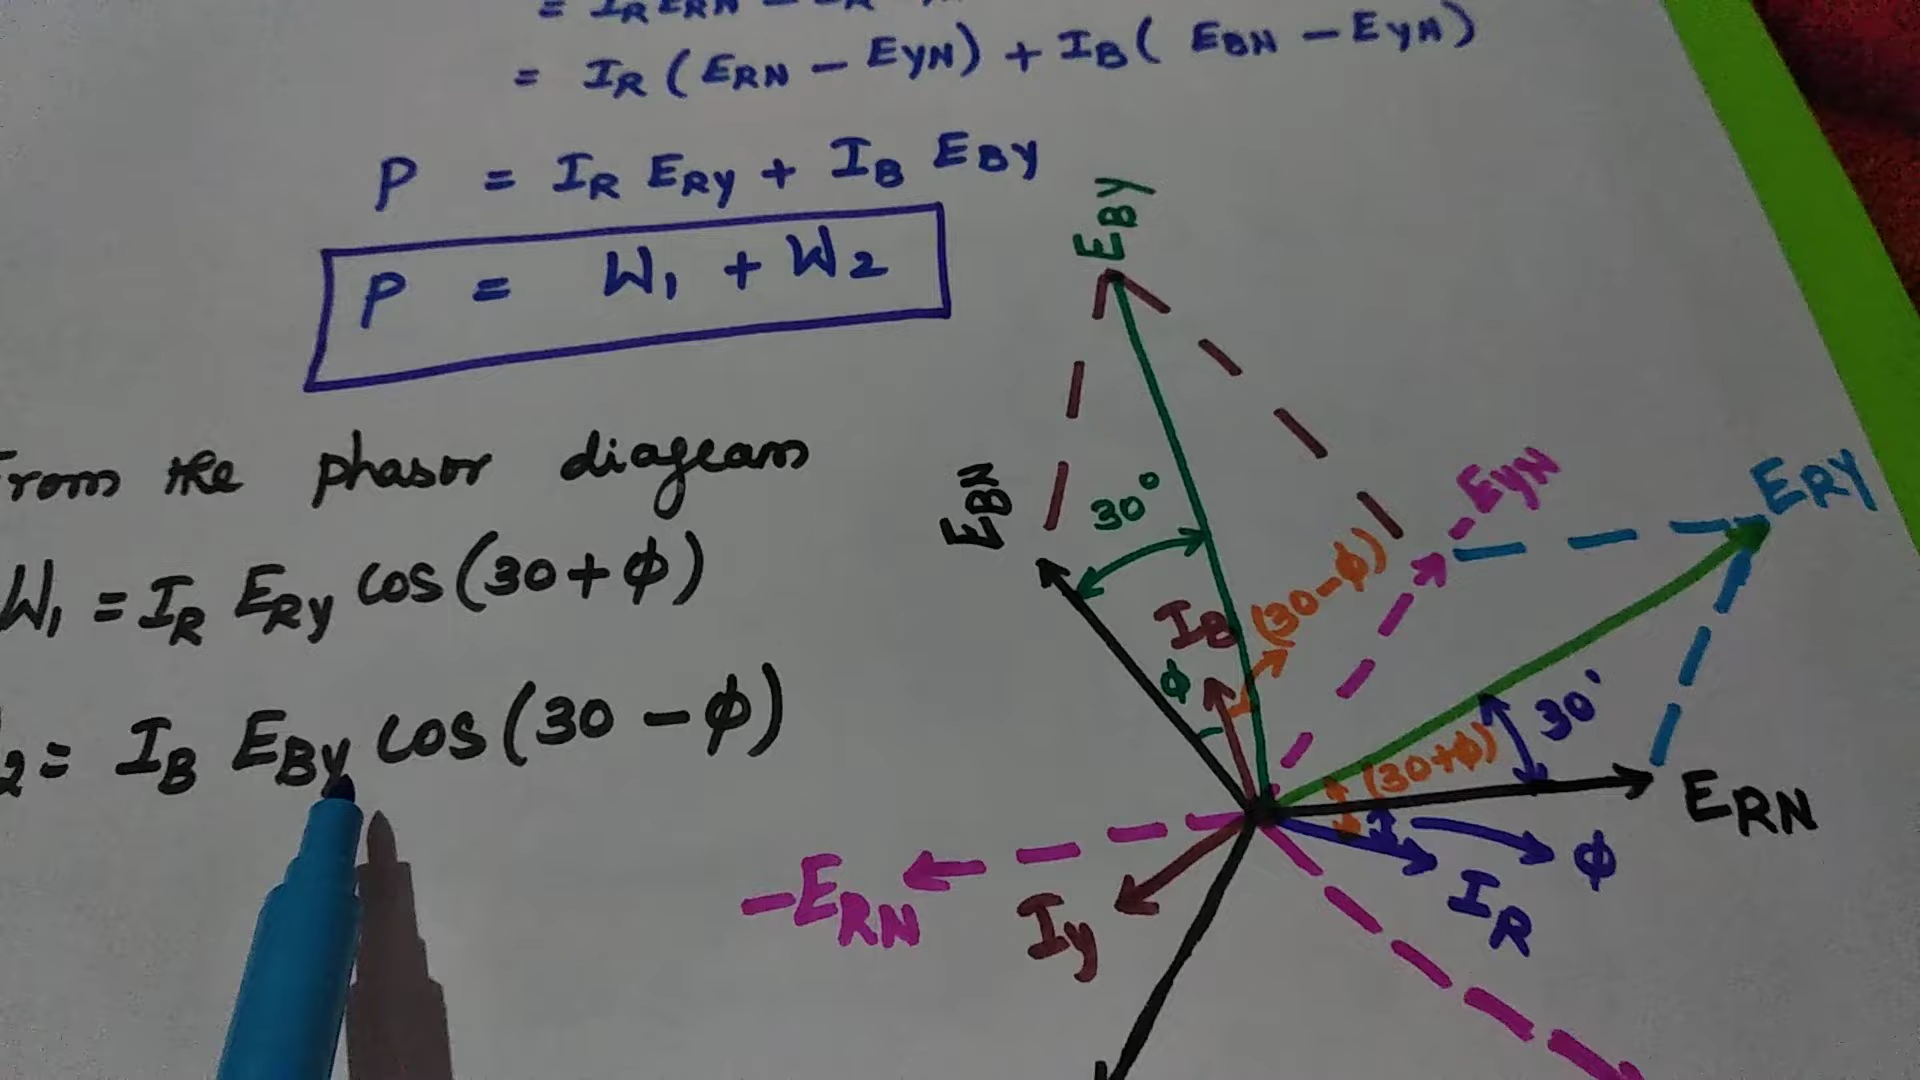 = IR (ERN - EYN) + IB ( EBN - EYN)
P = IR ERY + IB EBY
P = W1 + W2
From the phasor diagram
W1 = IR ERY cos(30+ϕ)
2 = IB EBY cos(30-ϕ)
EBY
EBN
30°
IB
(30-ϕ)
ϕ
-EYN
ERY
30°
(30+ϕ)
ERN
ϕ
IR
-ERN
IY